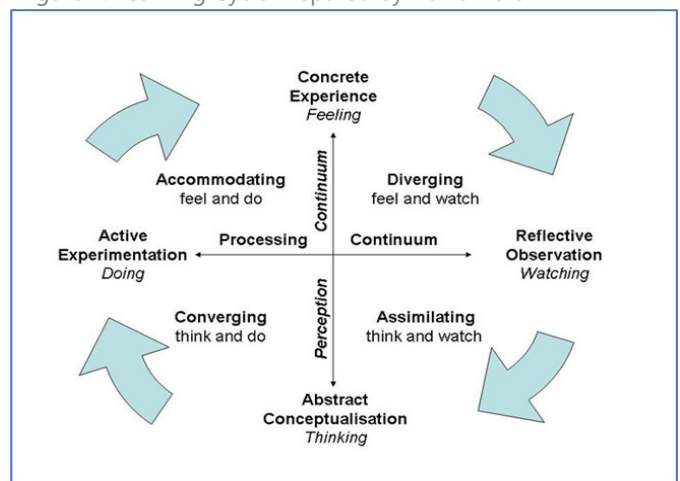 Concrete
Experience
Feeling
Accommodating
feel and do
Diverging
feel and watch
Continuum
Active
Experimentation
Doing
Processing
Continuum
Reflective
Observation
Watching
Perception
Converging
think and do
Assimilating
think and watch
Abstract
Conceptualisation
Thinking